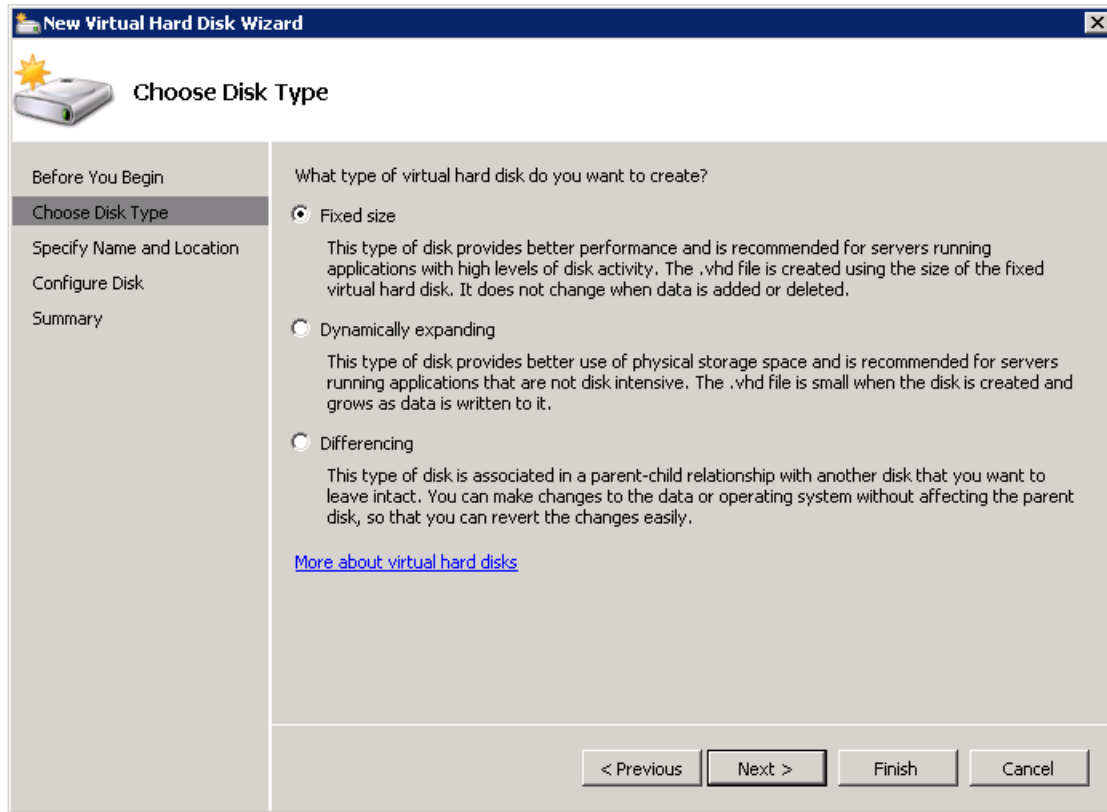 New Virtual Hard Disk Wizard
Choose Disk Type
Before You Begin
Choose Disk Type
Specify Name and Location
Configure Disk
Summary
What type of virtual hard disk do you want to create?
Fixed size
This type of disk provides better performance and is recommended for servers running
applications with high levels of disk activity. The .vhd file is created using the size of the fixed
virtual hard disk. It does not change when data is added or deleted.
Dynamically expanding
This type of disk provides better use of physical storage space and is recommended for servers
running applications that are not disk intensive. The .vhd file is small when the disk is created and
grows as data is written to it.
Differencing
This type of disk is associated in a parent-child relationship with another disk that you want to
leave intact. You can make changes to the data or operating system without affecting the parent
disk, so that you can revert the changes easily.
More about virtual hard disks
< Previous
Next >
Finish
Cancel